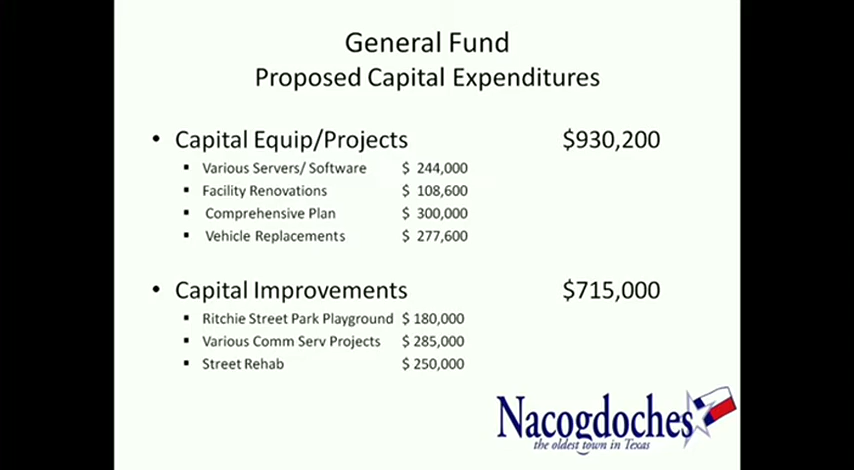 General Fund
Proposed Capital Expenditures
• Capital Equip/Projects $930,200
▪ Various Servers/ Software $ 244,000
▪ Facility Renovations $ 108,600
▪ Comprehensive Plan $ 300,000
▪ Vehicle Replacements $ 277,600
• Capital Improvements $715,000
▪ Ritchie Street Park Playground $ 180,000
▪ Various Comm Serv Projects $ 285,000
▪ Street Rehab $ 250,000
Nacogdoches
the oldest town in Texas